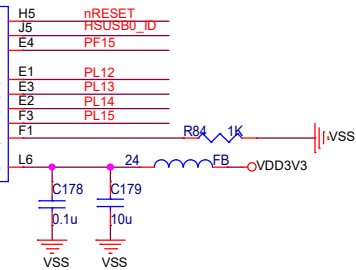 H5 nRESET
J5 HSUSB0_ID
E4 PF15
E1 PL12
E3 PL13
E2 PL14
F3 PL15
F1 R84 1K VSS
L6 24 FB VDD3V3
C178 C179
0.1u 10u
VSS VSS